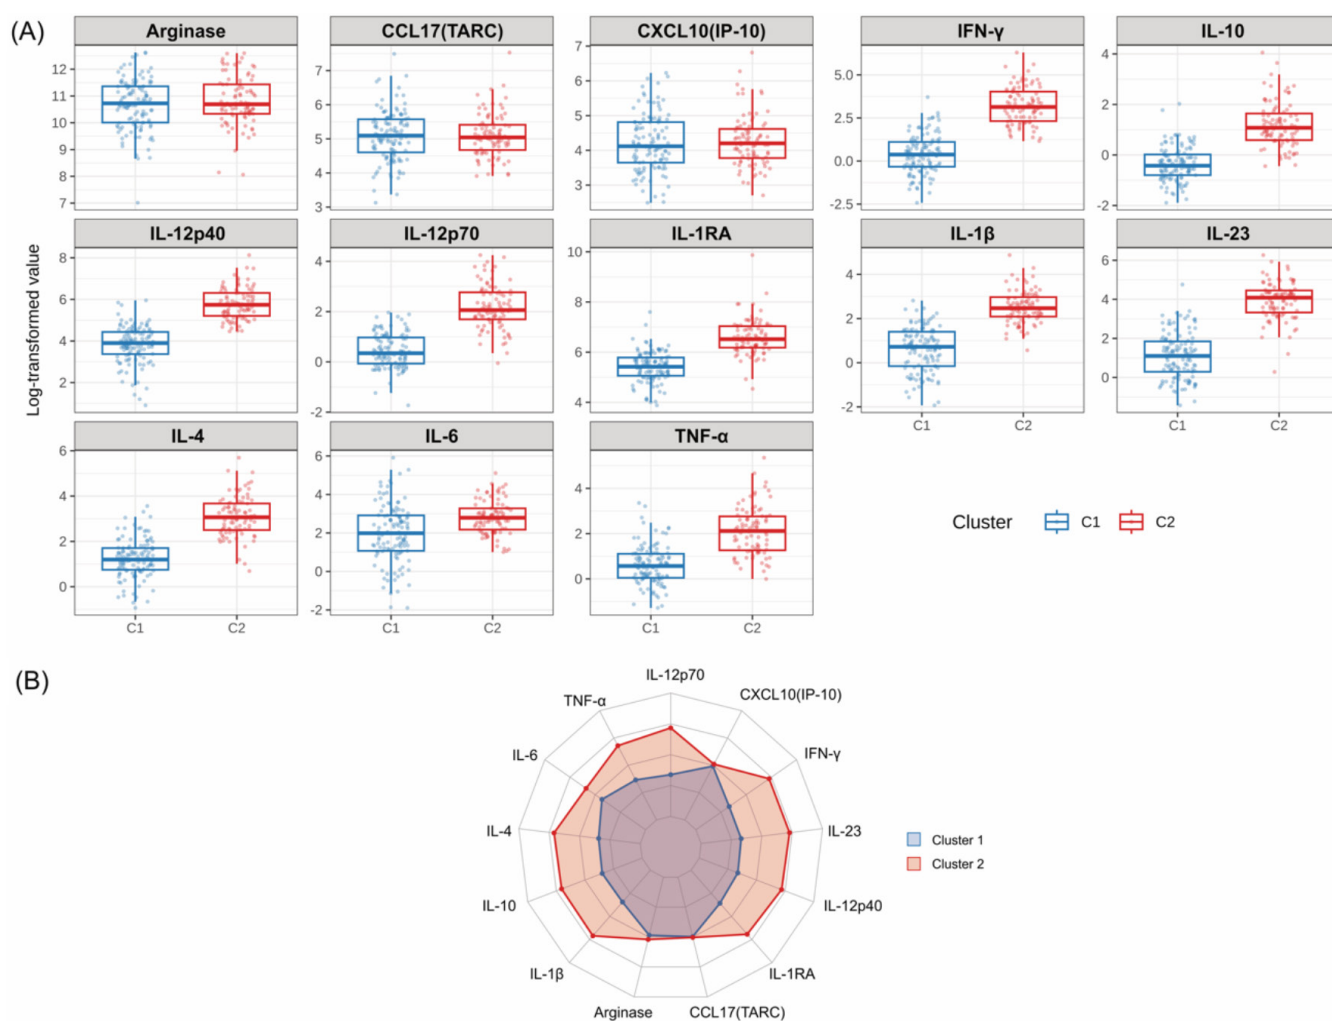 (A)
Arginase CCL17(TARC) CXCL10(IP-10) IFN-γ IL-10
12 11 10 9 8 7
7 6 5 4 3
7 6 5 4 3
5.0 2.5 0.0 -2.5
4 2 0 -2
IL-12p40 IL-12p70 IL-1RA IL-1β IL-23
8 6 4 2
4 2 0 -2
10 8 6 4
4 2 0 -2
6 4 2 0
C1 C2 C1 C2
Log-transformed value
IL-4 IL-6 TNF-α
6 4 2 0
6 4 2 0 -2
4 2 0
C1 C2 C1 C2 C1 C2
Cluster C1 C2
(B)
IL-12p70
CXCL10(IP-10)
IFN-γ
IL-23
IL-12p40
IL-1RA
CCL17(TARC)
Arginase
IL-1β
IL-10
IL-4
IL-6
TNF-α
Cluster 1
Cluster 2